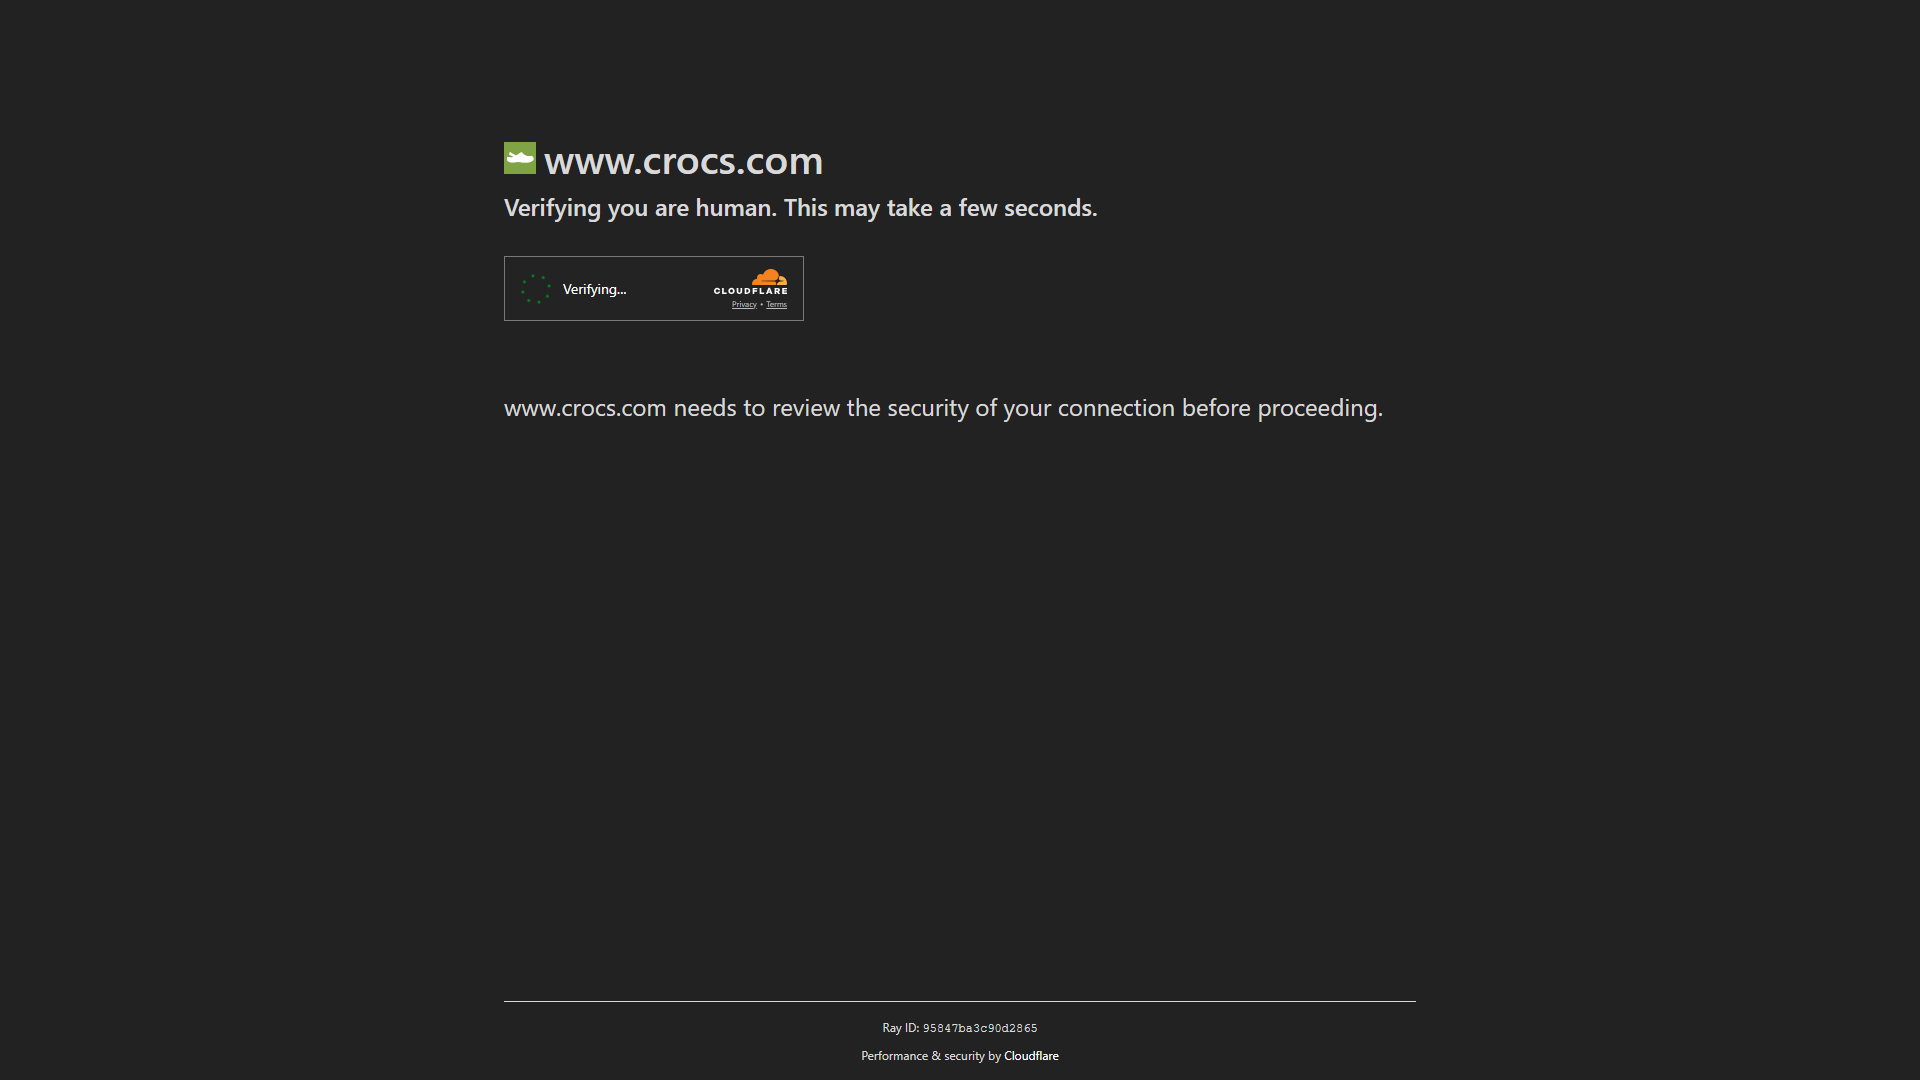 www.crocs.com
Verifying you are human. This may take a few seconds.
Verifying...
CLOUDFLARE
Privacy • Terms
www.crocs.com needs to review the security of your connection before proceeding.
Ray ID: 95847ba3c90d2865
Performance & security by Cloudflare